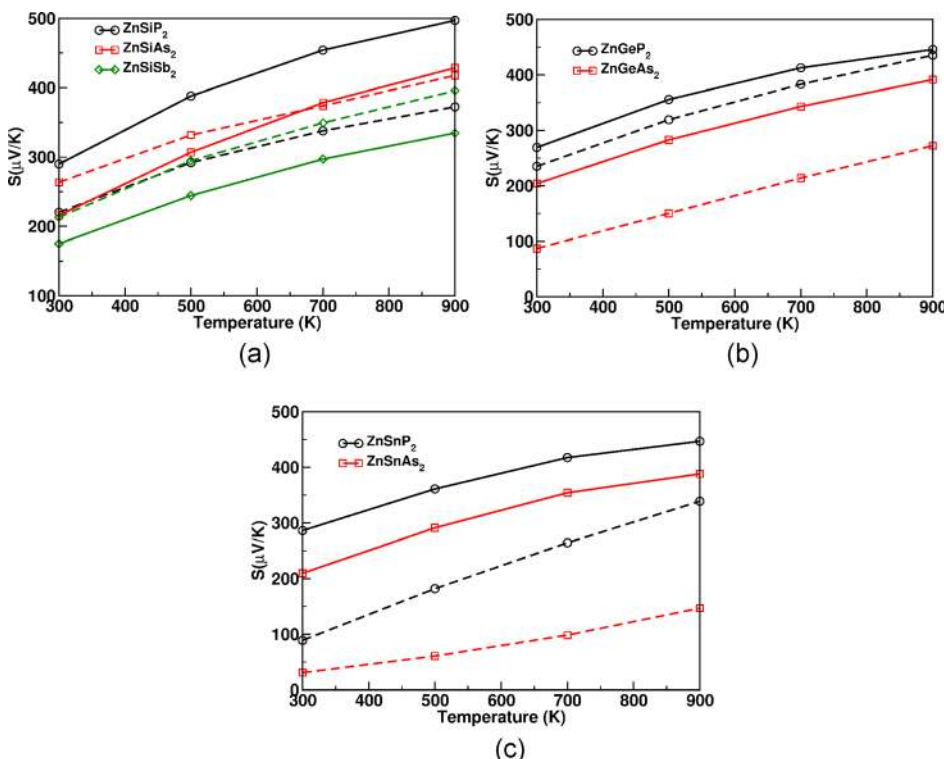 500
400
300
200
100
S(μV/K)
ZnSiP₂
ZnSiAs₂
ZnSiSb₂
300 400 500 600 700 800 900
Temperature (K)
(a)
500
400
300
200
100
0
S(μV/K)
ZnGeP₂
ZnGeAs₂
300 400 500 600 700 800 900
Temperature (K)
(b)
500
400
300
200
100
0
S(μV/K)
ZnSnP₂
ZnSnAs₂
300 400 500 600 700 800 900
Temperature (K)
(c)